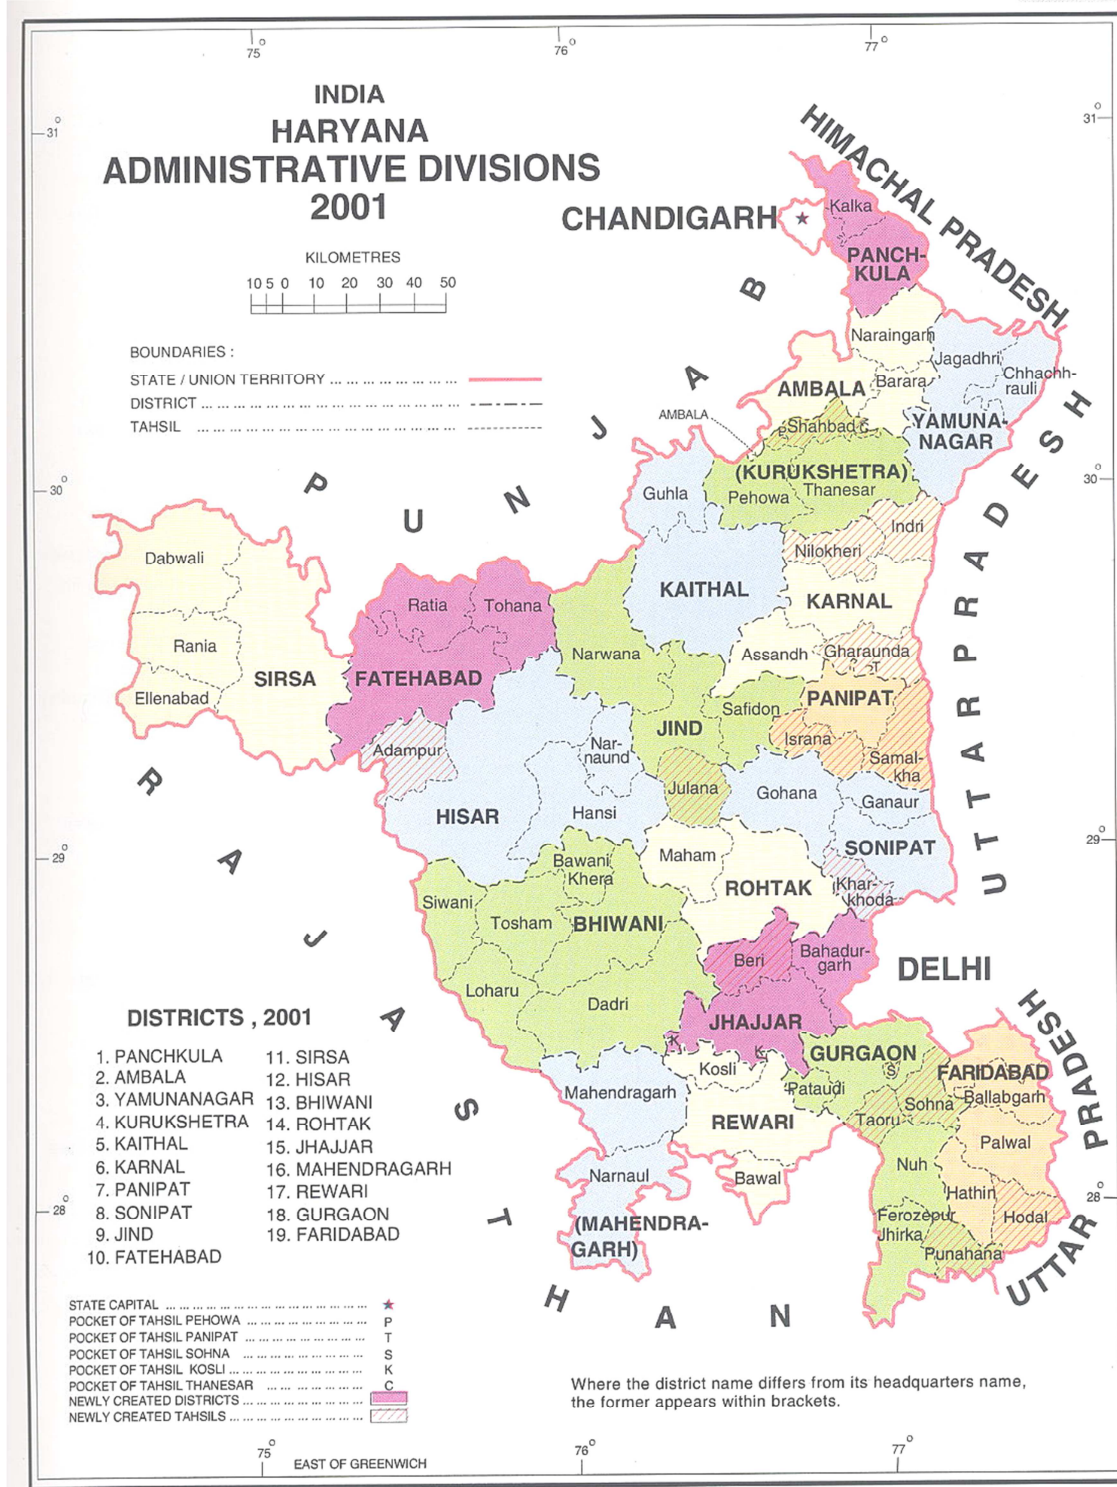 75°
76°
77°
31°
31°
INDIA
HARYANA
ADMINISTRATIVE DIVISIONS
2001
KILOMETRES
10 5 0 10 20 30 40 50
BOUNDARIES :
STATE / UNION TERRITORY
DISTRICT
TAHSIL
HIMACHAL PRADESH
CHANDIGARH
Kalka
PANCH-
KULA
PUNJAB
Naraingarh
Jagadhri
Chhachh-
rauli
AMBALA
Barara
AMBALA
P
Shahbad
C
YAMUNA-
NAGAR
UTTAR PRADESH
30°
30°
(KURUKSHETRA)
Guhla
Pehowa
Thanesar
Indri
Nilokheri
Dabwali
KAITHAL
KARNAL
Ratia
Tohana
Rania
Narwana
Assandh
Gharaunda
T
SIRSA
FATEHABAD
Ellenabad
PANIPAT
Safidon
JIND
Israna
Adampur
Nar-
naund
Samal-
kha
Julana
Gohana
Ganaur
HISAR
Hansi
RAJASTHAN
29°
29°
SONIPAT
Maham
Bawani
Khera
ROHTAK
Khar-
khoda
Siwani
Tosham
BHIWANI
Beri
Bahadur-
garh
DELHI
Loharu
Dadri
JHAJJAR
K
K
GURGAON
S
FARIDABAD
UTTAR PRADESH
Kosli
Mahendragarh
Pataudi
Sohna
Ballabgarh
Taoru
REWARI
Palwal
Narnaul
Bawal
Nuh
Hathin
28°
28°
Hodal
(MAHENDRA-
GARH)
Ferozepur
Jhirka
Punahana
DISTRICTS , 2001
1. PANCHKULA
2. AMBALA
3. YAMUNANAGAR
4. KURUKSHETRA
5. KAITHAL
6. KARNAL
7. PANIPAT
8. SONIPAT
9. JIND
10. FATEHABAD
11. SIRSA
12. HISAR
13. BHIWANI
14. ROHTAK
15. JHAJJAR
16. MAHENDRAGARH
17. REWARI
18. GURGAON
19. FARIDABAD
STATE CAPITAL
POCKET OF TAHSIL PEHOWA P
POCKET OF TAHSIL PANIPAT T
POCKET OF TAHSIL SOHNA S
POCKET OF TAHSIL KOSLI K
POCKET OF TAHSIL THANESAR C
NEWLY CREATED DISTRICTS
NEWLY CREATED TAHSILS
Where the district name differs from its headquarters name,
the former appears within brackets.
75°
EAST OF GREENWICH
76°
77°